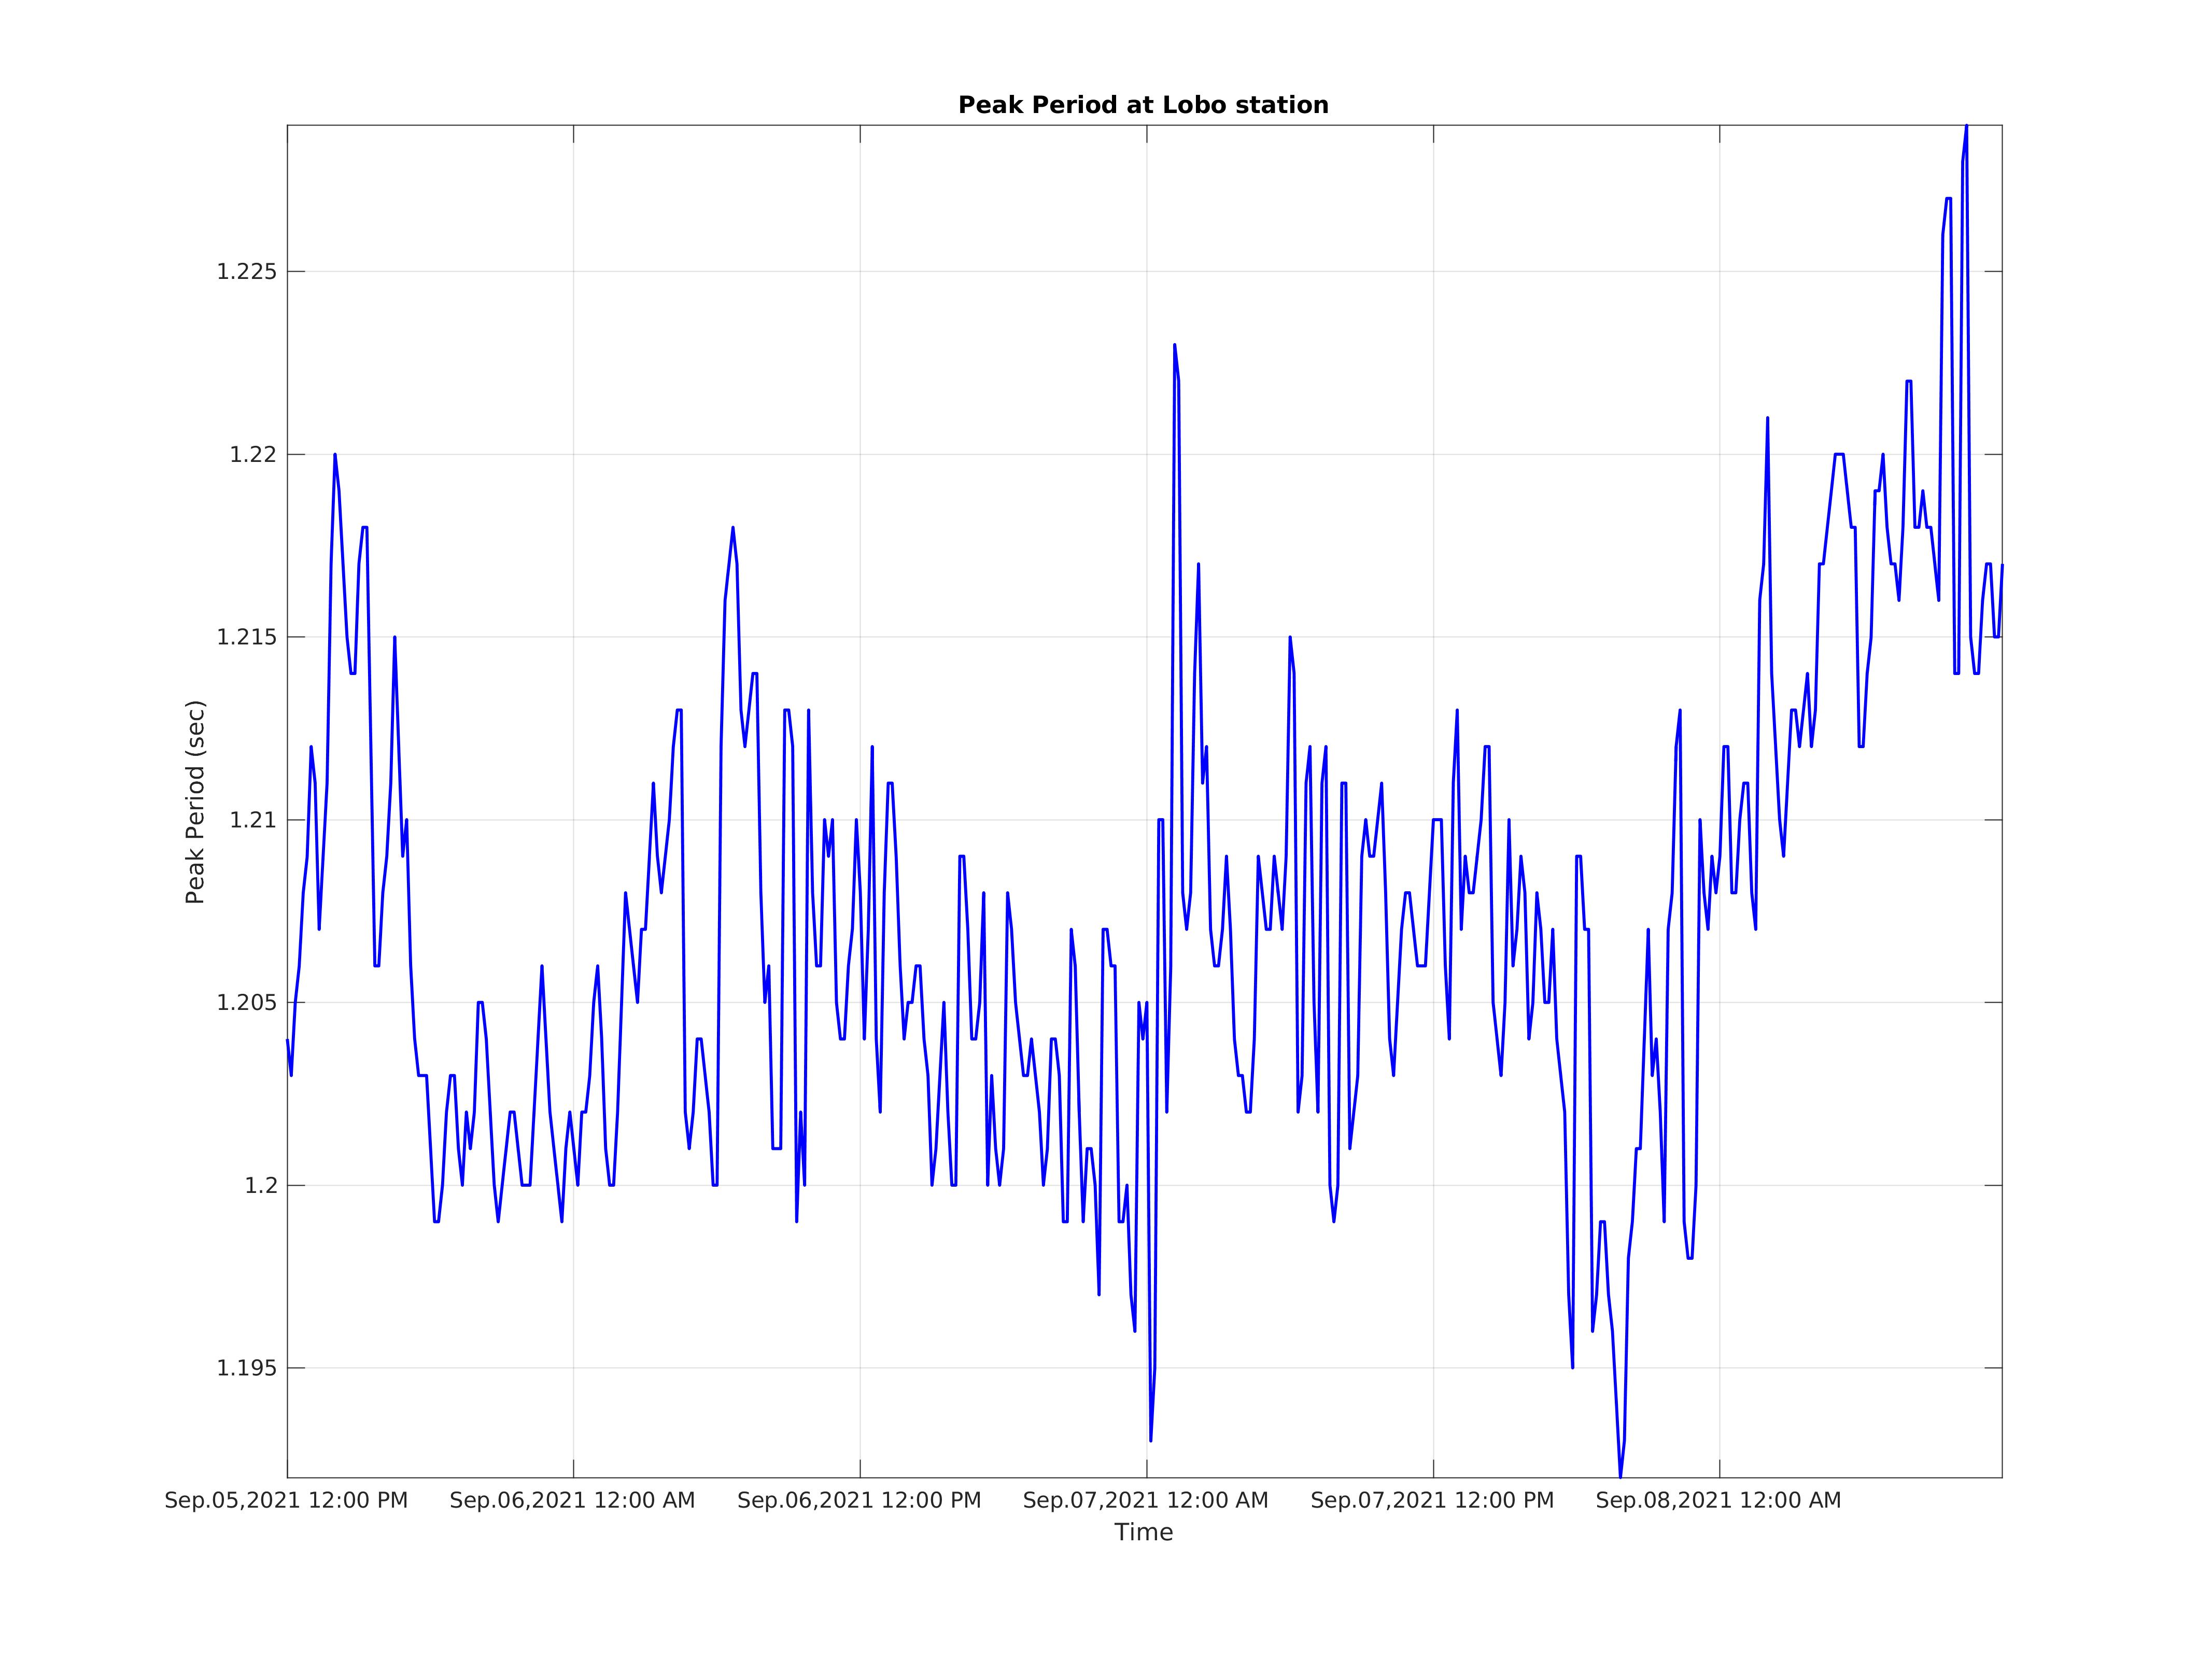 Peak Period at Lobo station
Peak Period (sec)
1.225
1.22
1.215
1.21
1.205
1.2
1.195
Sep.05,2021 12:00 PM Sep.06,2021 12:00 AM Sep.06,2021 12:00 PM Sep.07,2021 12:00 AM Sep.07,2021 12:00 PM Sep.08,2021 12:00 AM
Time